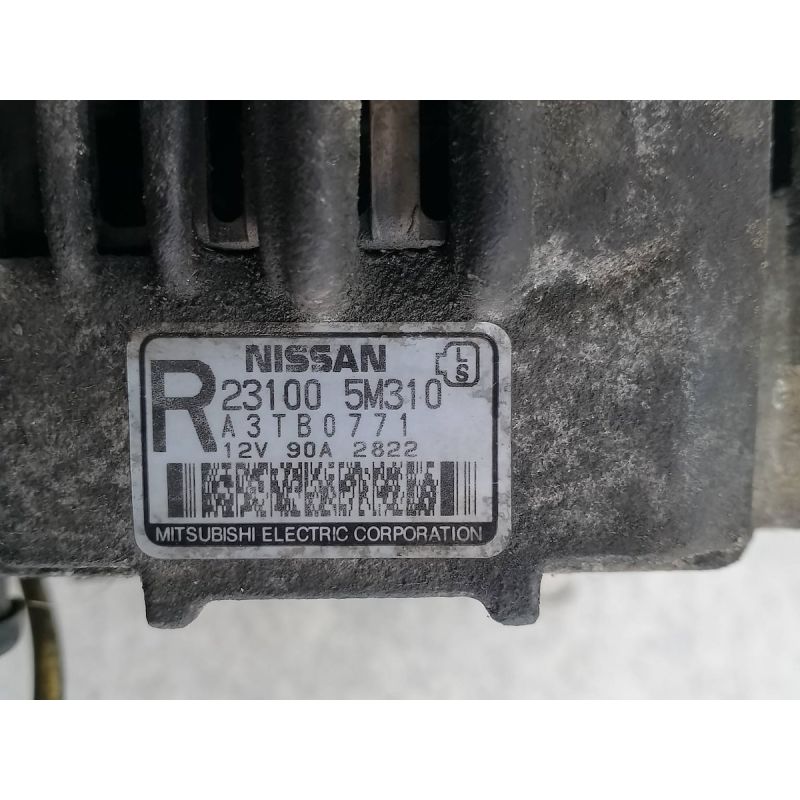 NISSAN
L
S
R
23100 5M310
A3TB0771
12V 90A 2822
MITSUBISHI ELECTRIC CORPORATION